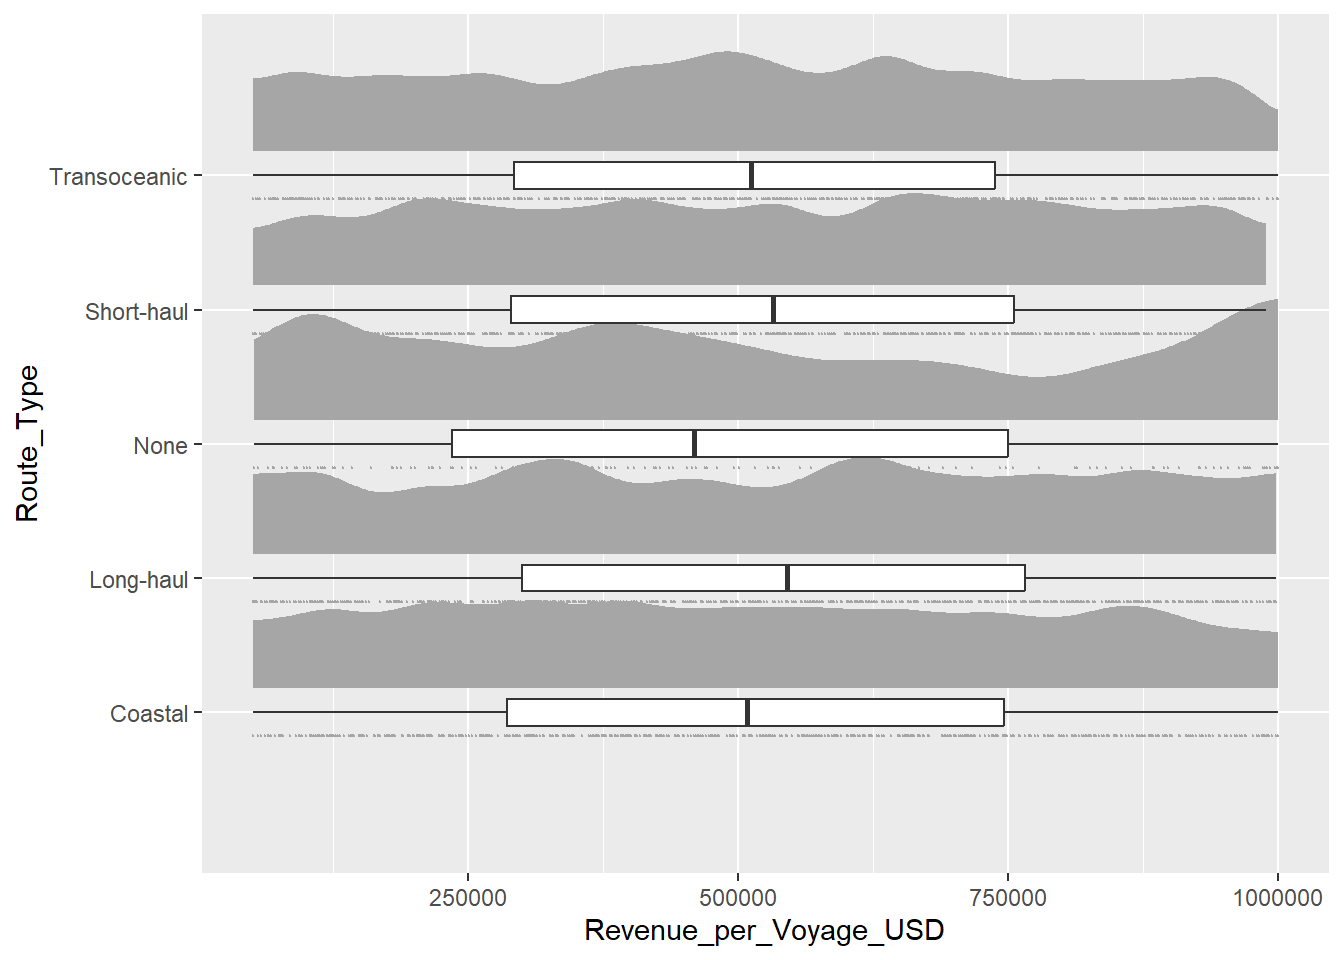 Route_Type
Transoceanic
Short-haul
None
Long-haul
Coastal
250000 500000 750000 1000000
Revenue_per_Voyage_USD